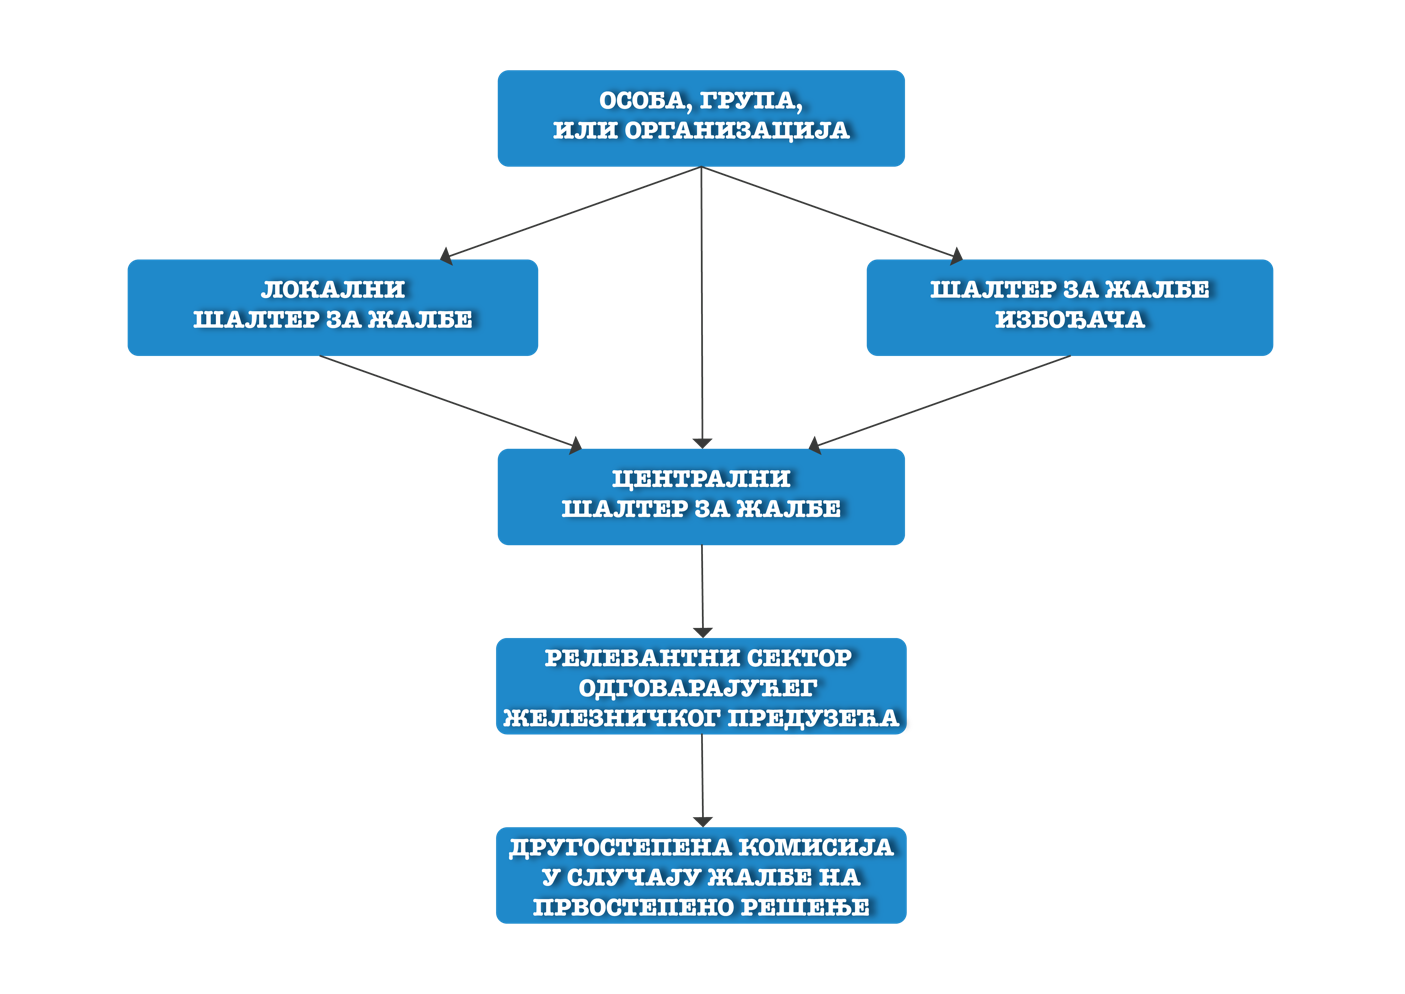 ОСОБА, ГРУПА,
ИЛИ ОРГАНИЗАЦИЈА
ЛОКАЛНИ
ШАЛТЕР ЗА ЖАЛБЕ
ШАЛТЕР ЗА ЖАЛБЕ
ИЗБОЂАЧА
ЦЕНТРАЛНИ
ШАЛТЕР ЗА ЖАЛБЕ
РЕЛЕВАНТНИ СЕКТОР
ОДГОВАРАЈУЋЕГ
ЖЕЛЕЗНИЧКОГ ПРЕДУЗЕЋА
ДРУГОСТЕПЕНА КОМИСИЈА
У СЛУЧАЈУ ЖАЛБЕ НА
ПРВОСТЕПЕНО РЕШЕЊЕ